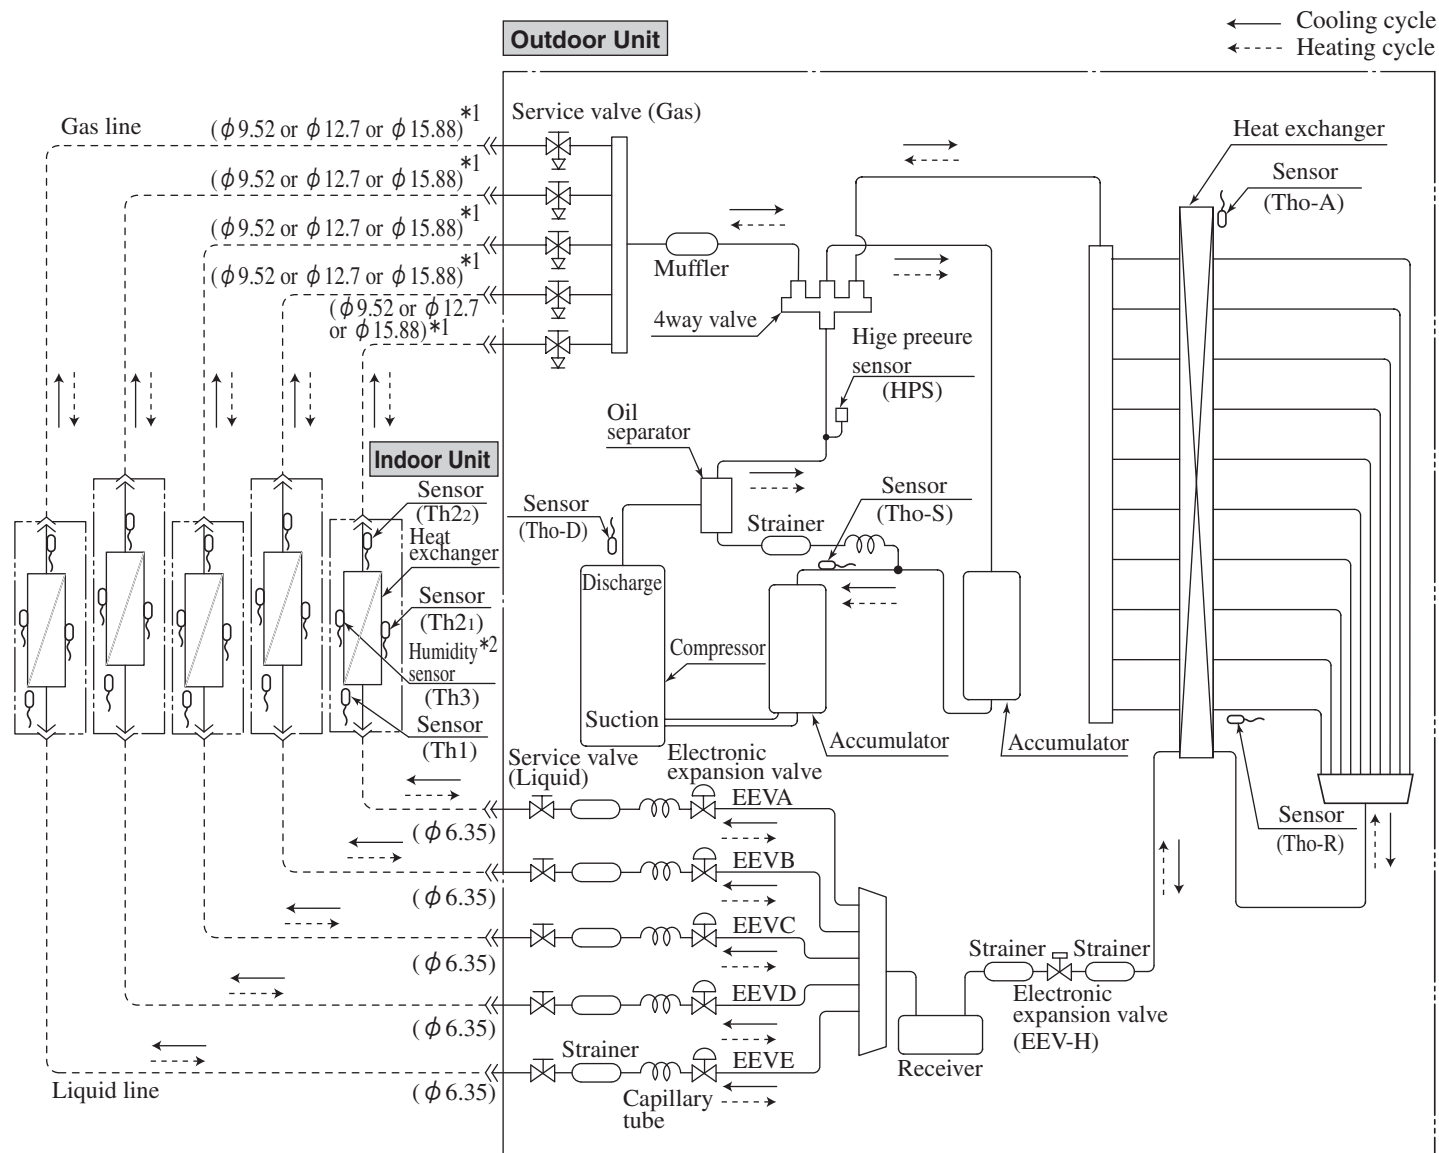 Cooling cycle
Heating cycle
Outdoor Unit
Gas line
(ϕ9.52 or ϕ12.7 or ϕ15.88)*1
Service valve (Gas)
Heat exchanger
Sensor
(Tho-A)
(ϕ9.52 or ϕ12.7 or ϕ15.88)*1
(ϕ9.52 or ϕ12.7 or ϕ15.88)*1
(ϕ9.52 or ϕ12.7 or ϕ15.88)*1
(ϕ9.52 or ϕ12.7
or ϕ15.88)*1
Muffler
4way valve
Hige preeure
sensor
(HPS)
Oil
separator
Indoor Unit
Sensor
(Th22)
Heat
exchanger
Sensor
(Th21)
Humidity*2
sensor
(Th3)
Sensor
(Th1)
Sensor
(Tho-D)
Strainer
Sensor
(Tho-S)
Discharge
Compressor
Suction
Accumulator
Accumulator
Service valve
(Liquid)
Electronic
expansion valve
EEVA
(ϕ6.35)
EEVB
(ϕ6.35)
EEVC
(ϕ6.35)
EEVD
(ϕ6.35)
EEVE
(ϕ6.35)
Strainer
Capillary
tube
Liquid line
Receiver
Strainer
Strainer
Electronic
expansion valve
(EEV-H)
Sensor
(Tho-R)